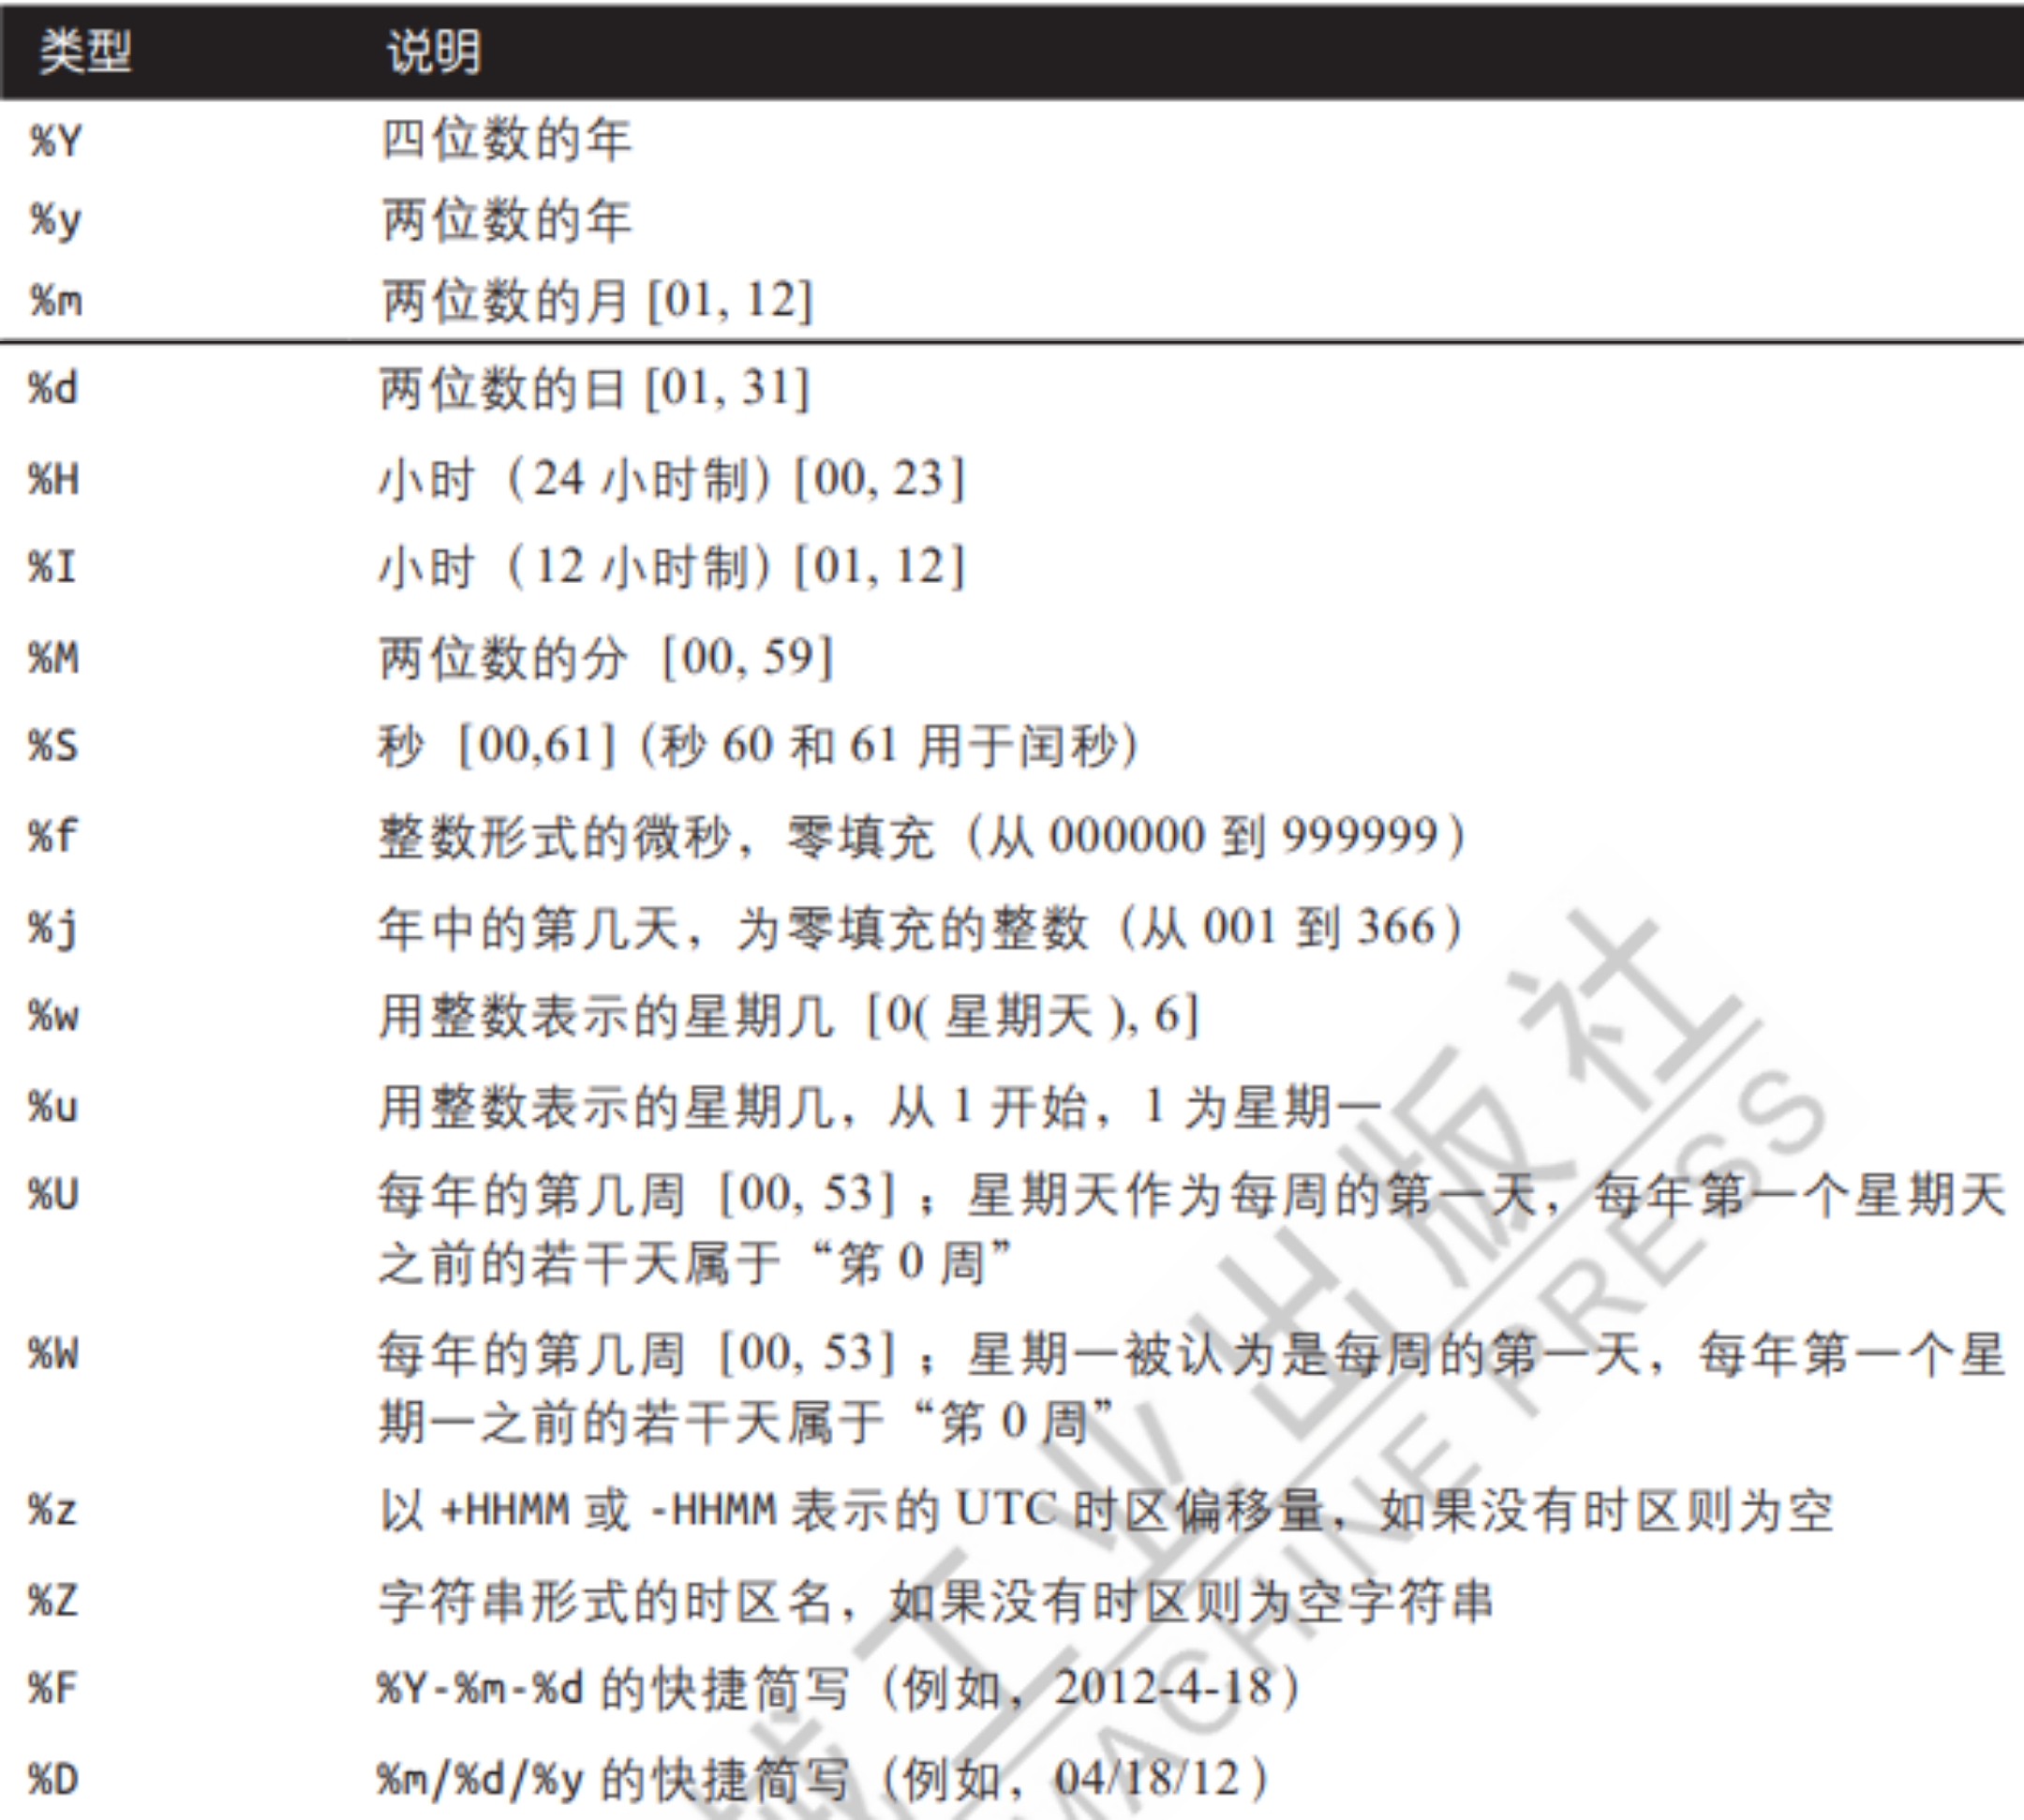 类型 说明
%Y 四位数的年
%y 两位数的年
%m 两位数的月 [01, 12]
%d 两位数的日 [01, 31]
%H 小时（24 小时制）[00, 23]
%I 小时（12 小时制）[01, 12]
%M 两位数的分 [00, 59]
%S 秒 [00,61]（秒 60 和 61 用于闰秒）
%f 整数形式的微秒，零填充（从 000000 到 999999）
%j 年中的第几天，为零填充的整数（从 001 到 366）
%w 用整数表示的星期几 [0( 星期天 ), 6]
%u 用整数表示的星期几，从 1 开始，1 为星期一
%U 每年的第几周 [00, 53]；星期天作为每周的第一天，每年第一个星期天
之前的若干天属于“第 0 周”
%W 每年的第几周 [00, 53]；星期一被认为是每周的第一天，每年第一个星
期一之前的若干天属于“第 0 周”
%z 以 +HHMM 或 -HHMM 表示的 UTC 时区偏移量，如果没有时区则为空
%Z 字符串形式的时区名，如果没有时区则为空字符串
%F %Y-%m-%d 的快捷简写（例如，2012-4-18）
%D %m/%d/%y 的快捷简写（例如，04/18/12）
械工业出版社
MACHINE PRESS